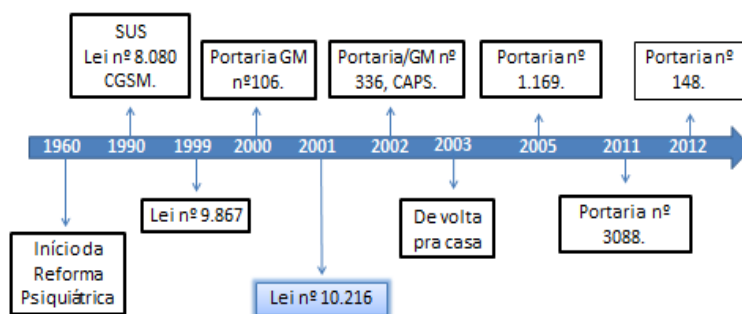 SUS
Lei nº 8.080
CGSM.
Portaria GM
nº106.
Portaria/GM nº
336, CAPS.
Portaria nº
1.169.
Portaria nº
148.
1960 1990 1999 2000 2001 2002 2003 2005 2011 2012
Início da
Reforma
Psiquiátrica
Lei nº 9.867
Lei nº 10.216
De volta
pra casa
Portaria nº
3088.